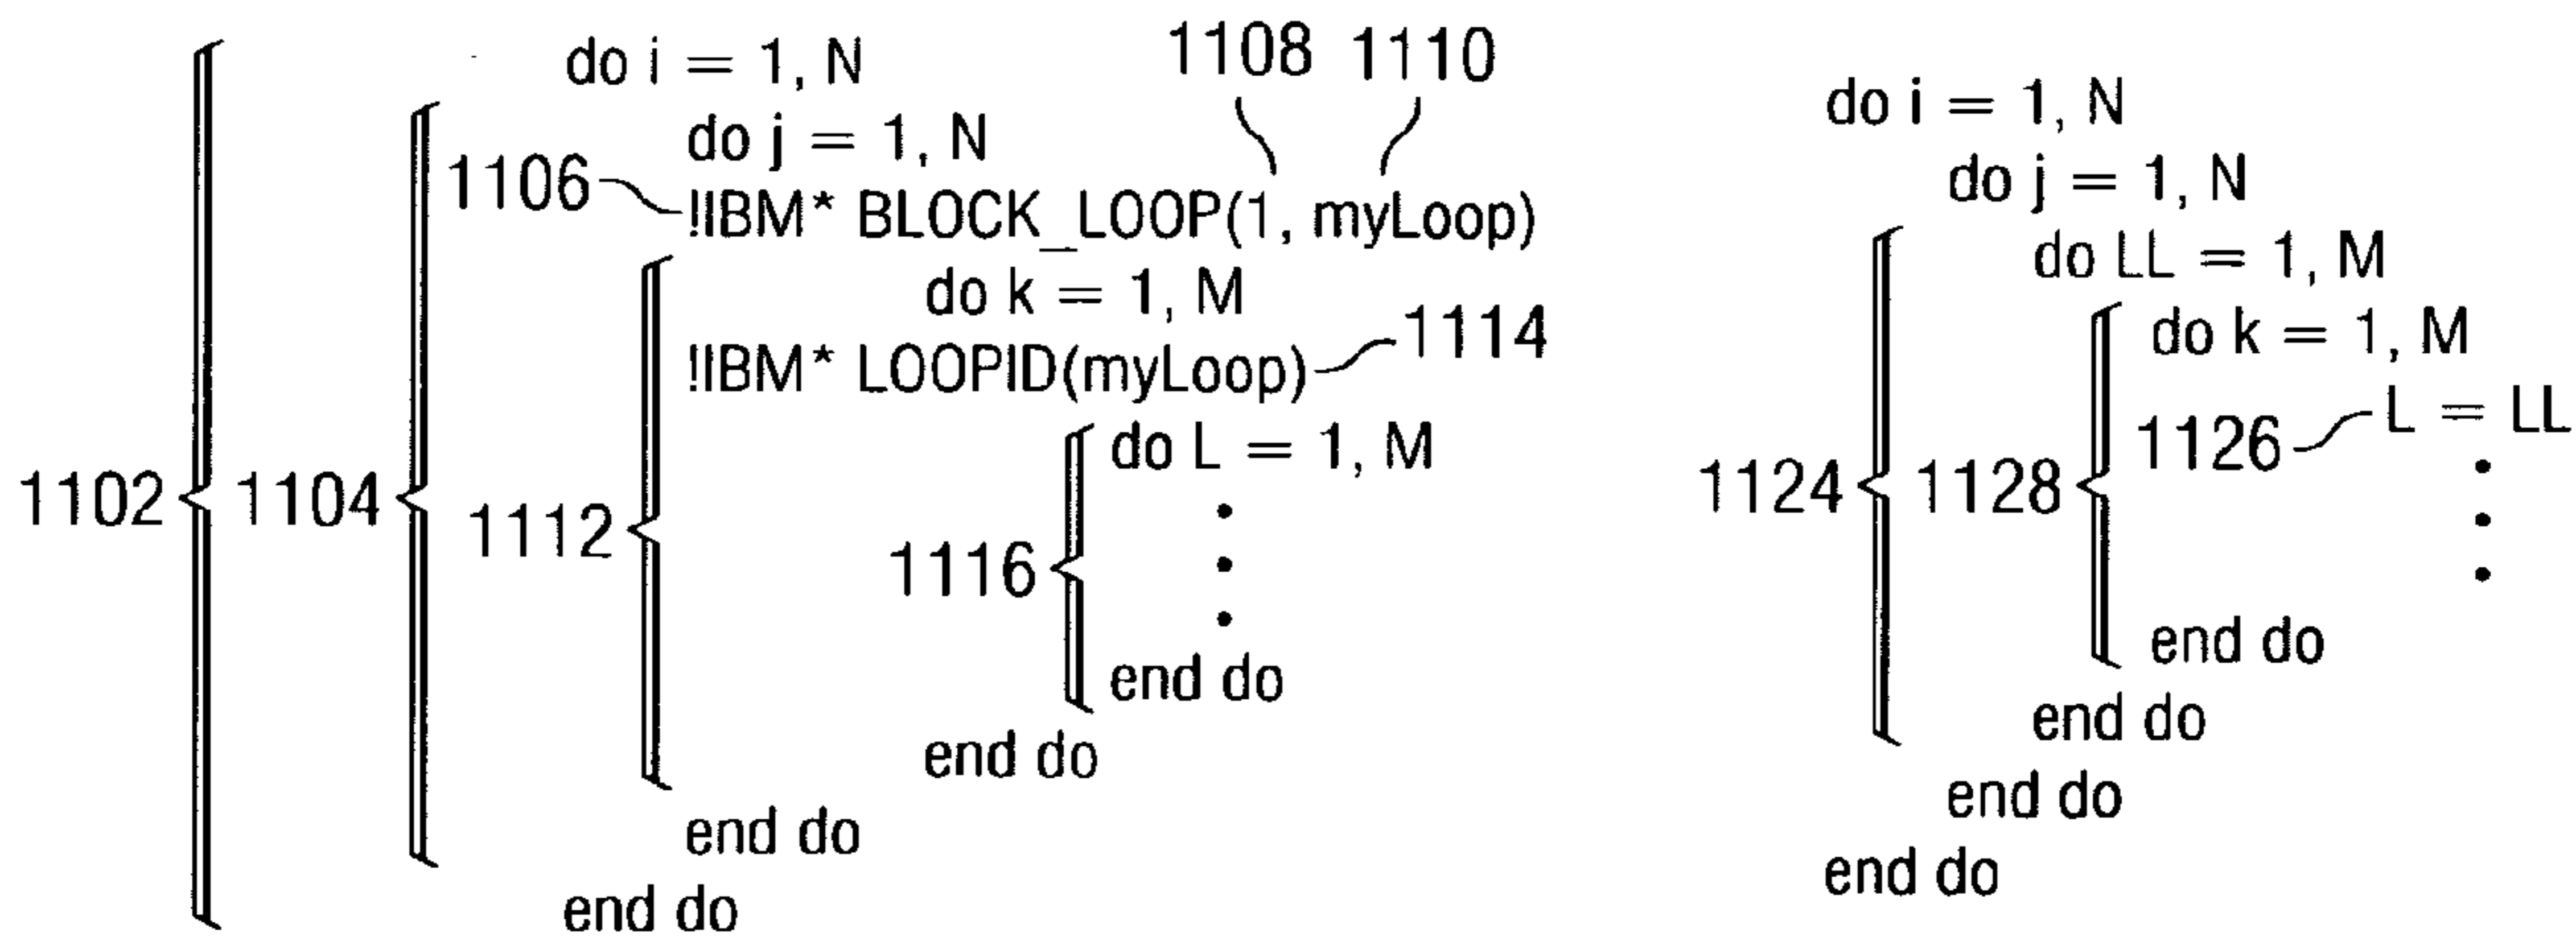 1108 1110
do i = 1, N
do j = 1, N
1106
!IBM* BLOCK_LOOP(1, myLoop)
do k = 1, M
!IBM* LOOPID(myLoop)
1114
do L = 1, M
1102
1104
1112
1116
end do
end do
end do
end do
do i = 1, N
do j = 1, N
do LL = 1, M
do k = 1, M
1126
L = LL
1124
1128
end do
end do
end do
end do